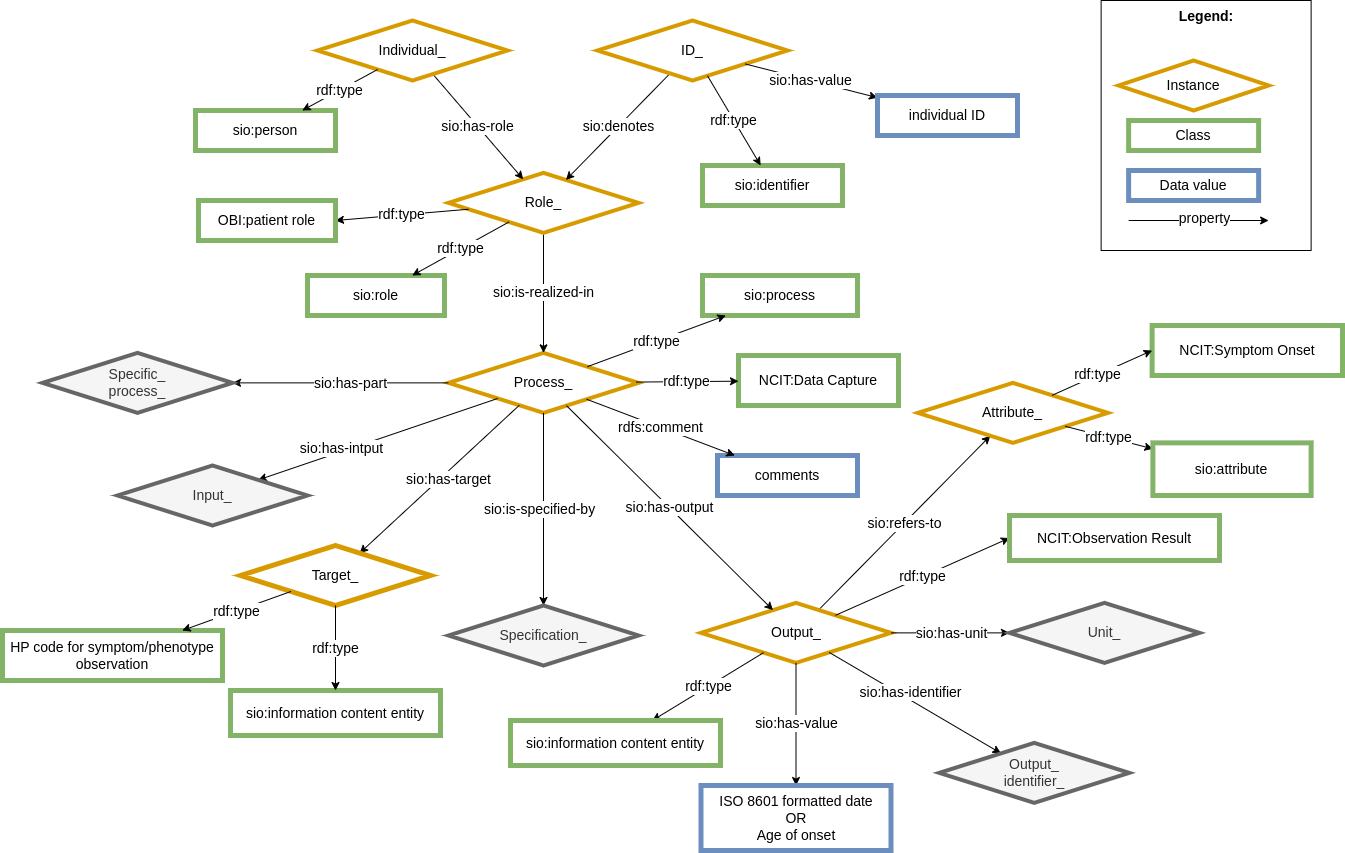 Legend:
Individual_
ID_
sio:has-value
Instance
rdf:type
individual ID
sio:person
sio:has-role
sio:denotes
rdf:type
Class
sio:identifier
Data value
Role_
OBI:patient role
rdf:type
property
rdf:type
sio:role
sio:is-realized-in
sio:process
rdf:type
NCIT:Symptom Onset
Specific_
process_
sio:has-part
Process_
rdf:type
NCIT:Data Capture
rdf:type
Attribute_
rdfs:comment
rdf:type
sio:has-intput
sio:attribute
comments
sio:has-target
Input_
sio:is-specified-by
sio:has-output
sio:refers-to
NCIT:Observation Result
Target_
rdf:type
rdf:type
Specification_
Output_
sio:has-unit
Unit_
HP code for symptom/phenotype
observation
rdf:type
rdf:type
sio:has-identifier
sio:information content entity
sio:has-value
sio:information content entity
Output_
identifier_
ISO 8601 formatted date
OR
Age of onset